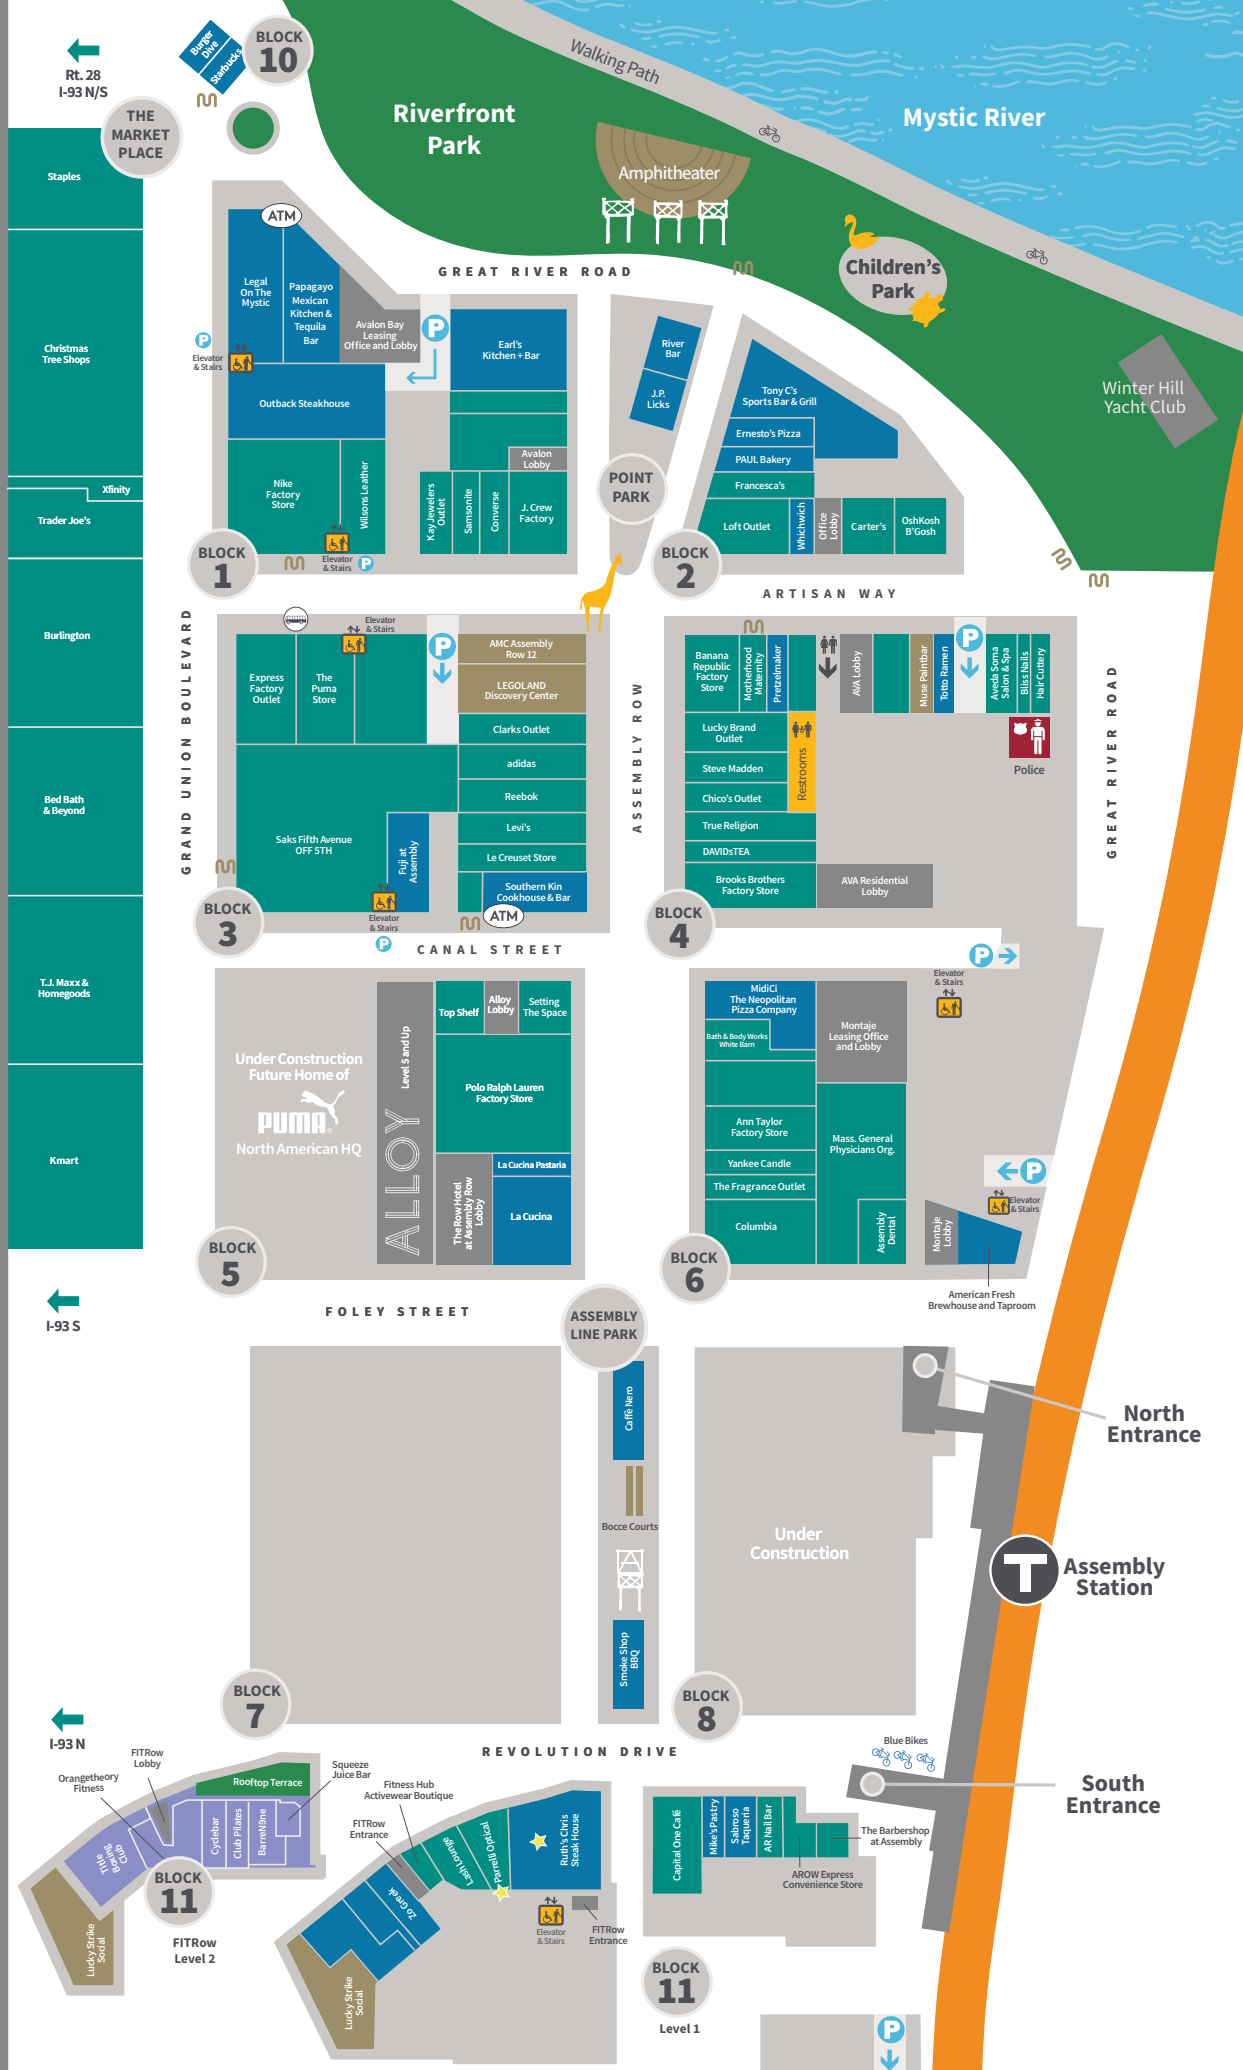 Rt. 28
I-93 N/S
Burger
Dive
Starbucks
BLOCK
10
THE
MARKET
PLACE
Riverfront
Park
Walking Path
Mystic River
Amphitheater
Children's
Park
GREAT RIVER ROAD
Winter Hill
Yacht Club
Staples
Christmas
Tree Shops
Xfinity
Trader Joe's
Burlington
Bed Bath
& Beyond
T.J. Maxx &
Homegoods
Kmart
ATM
Legal
On The
Mystic
Papagayo
Mexican
Kitchen &
Tequila
Bar
Avalon Bay
Leasing
Office and Lobby
P
P
Elevator
& Stairs
Earl's
Kitchen + Bar
Outback Steakhouse
Nike
Factory
Store
Wilsons Leather
Avalon
Lobby
Kay Jewelers
Outlet
Samsonite
Converse
J. Crew
Factory
Elevator
& Stairs
P
BLOCK
1
River
Bar
J.P.
Licks
POINT
PARK
Tony C's
Sports Bar & Grill
Ernesto's Pizza
PAUL Bakery
Francesca's
Loft Outlet
Whichwich
Office
Lobby
Carter's
OshKosh
B'Gosh
BLOCK
2
ARTISAN WAY
GRAND UNION BOULEVARD
ASSEMBLY ROW
GREAT RIVER ROAD
Elevator
& Stairs
P
Express
Factory
Outlet
The
Puma
Store
AMC Assembly
Row 12
LEGOLAND
Discovery Center
Clarks Outlet
adidas
Reebok
Levi's
Le Creuset Store
Southern Kin
Cookhouse & Bar
ATM
Saks Fifth Avenue
OFF 5TH
Fuji at
Assembly
Elevator
& Stairs
P
BLOCK
3
CANAL STREET
Banana
Republic
Factory
Store
Motherhood
Maternity
Pretzelmaker
AVA Lobby
Muse Paintbar
Totto Ramen
P
Aveda Soma
Salon & Spa
Bliss Nails
Hair Cuttery
Police
Lucky Brand
Outlet
Steve Madden
Chico's Outlet
Restrooms
True Religion
DAVIDsTEA
Brooks Brothers
Factory Store
AVA Residential
Lobby
BLOCK
4
P
Elevator
& Stairs
Under Construction
Future Home of
PUMA
North American HQ
ALLOY
Level 5 and Up
Top Shelf
Alloy
Lobby
Setting
The Space
Polo Ralph Lauren
Factory Store
The Row Hotel
at Assembly Row
Lobby
La Cucina Pastaria
La Cucina
BLOCK
5
MidiCi
The Neopolitan
Pizza Company
Bath & Body Works
White Barn
Montaje
Leasing Office
and Lobby
Ann Taylor
Factory Store
Yankee Candle
The Fragrance Outlet
Columbia
Mass. General
Physicians Org.
Assembly
Dental
P
Elevator
& Stairs
Montaje
Lobby
American Fresh
Brewhouse and Taproom
BLOCK
6
I-93 S
FOLEY STREET
ASSEMBLY
LINE PARK
Caffè Nero
Bocce Courts
Smoke Shop
BBQ
Under
Construction
North
Entrance
T
Assembly
Station
BLOCK
7
BLOCK
8
I-93 N
REVOLUTION DRIVE
Blue Bikes
South
Entrance
FITRow
Lobby
Orangetheory
Fitness
Rooftop Terrace
Squeeze
Juice Bar
Title
Boxing
Club
Cyclebar
Club Pilates
BarreN9ne
Lucky Strike
Social
BLOCK
11
FITRow
Level 2
Fitness Hub
Activewear Boutique
FITRow
Entrance
Zo Greek
Lash Lounge
Parrelli Optical
Ruth's Chris
Steak House
Elevator
& Stairs
FITRow
Entrance
Lucky Strike
Social
Capital One Café
Mike's Pastry
Sabroso
Taqueria
AR Nail Bar
The Barbershop
at Assembly
AROW Express
Convenience Store
BLOCK
11
Level 1
P